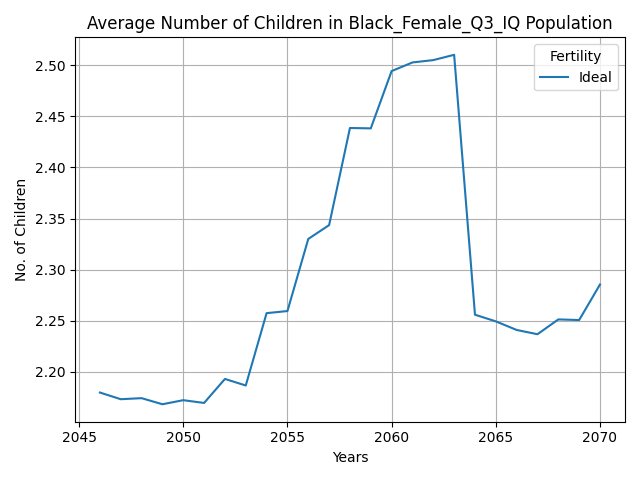 Average Number of Children in Black_Female_Q3_IQ Population
Fertility
Ideal
No. of Children
2.50
2.45
2.40
2.35
2.30
2.25
2.20
2045 2050 2055 2060 2065 2070
Years